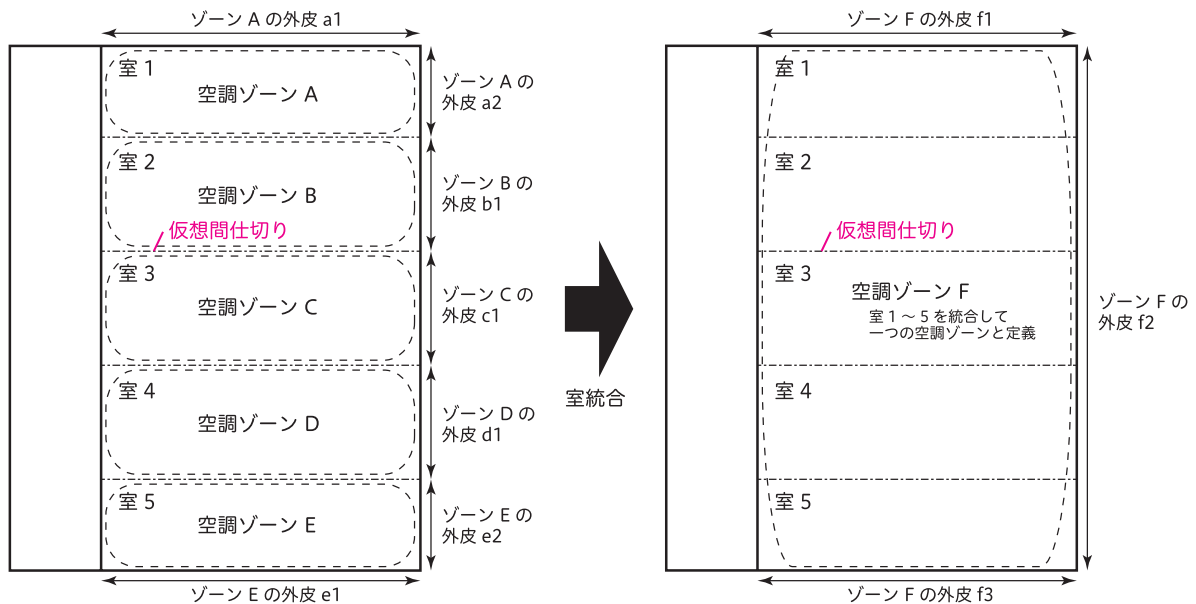 ゾーン A の外皮 a1
室 1
空調ゾーン A
ゾーン A の
外皮 a2
室 2
空調ゾーン B
ゾーン B の
外皮 b1
仮想間仕切り
室 3
空調ゾーン C
ゾーン C の
外皮 c1
室 4
空調ゾーン D
ゾーン D の
外皮 d1
室 5
空調ゾーン E
ゾーン E の
外皮 e2
ゾーン E の外皮 e1
室統合
ゾーン F の外皮 f1
室 1
室 2
仮想間仕切り
室 3
空調ゾーン F
室 1 ～ 5 を統合して
一つの空調ゾーンと定義
ゾーン F の
外皮 f2
室 4
室 5
ゾーン F の外皮 f3